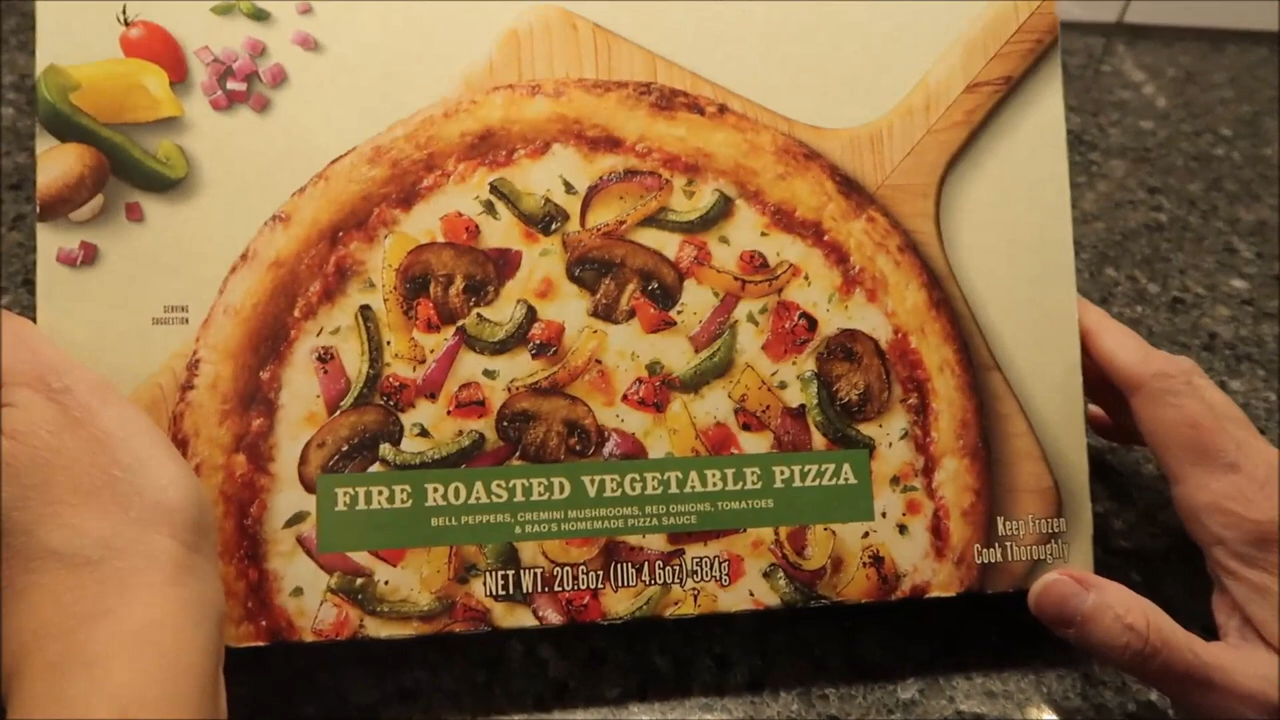 SERVING
SUGGESTION
FIRE ROASTED VEGETABLE PIZZA
BELL PEPPERS, CREMINI MUSHROOMS, RED ONIONS, TOMATOES
& RAO'S HOMEMADE PIZZA SAUCE
NET WT. 20.6oz (1lb 4.6oz) 584g
Keep Frozen
Cook Thoroughly